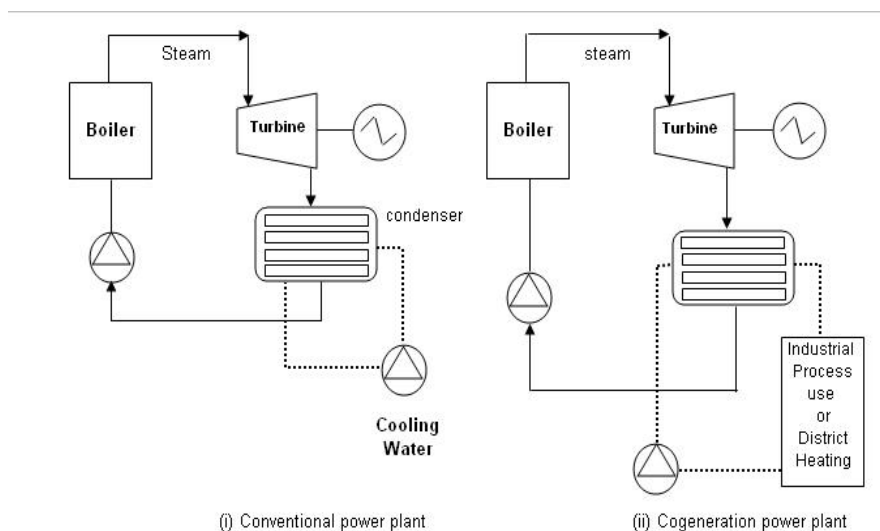 Steam
Boiler
Turbine
condenser
Cooling
Water
(i) Conventional power plant
steam
Boiler
Turbine
Industrial
Process
use
or
District
Heating
(ii) Cogeneration power plant